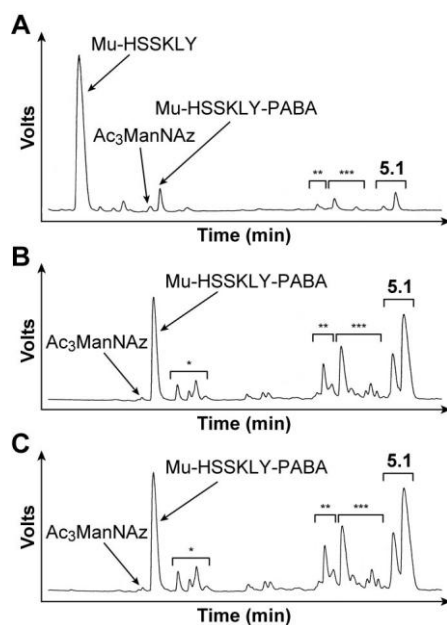 A
Mu-HSSKLY
Mu-HSSKLY-PABA
Ac₃ManNAz
** *** 5.1
Volts
Time (min)
B
Mu-HSSKLY-PABA
5.1
Ac₃ManNAz
* ** ***
Volts
Time (min)
C
Mu-HSSKLY-PABA
5.1
Ac₃ManNAz
* ** ***
Volts
Time (min)